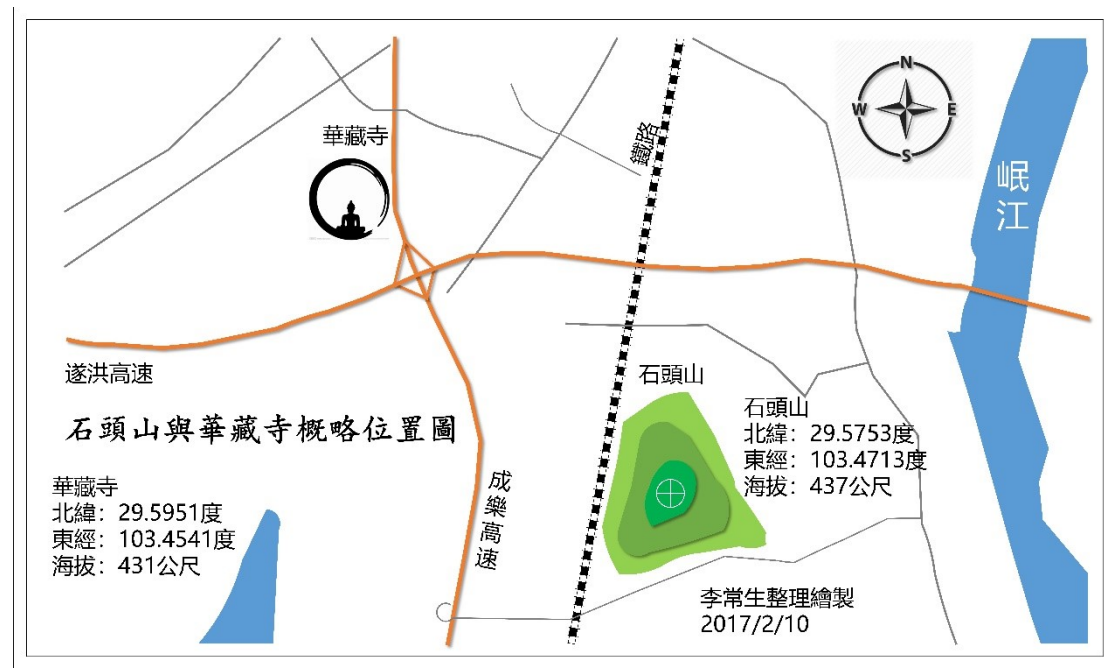 N
W
E
S
華藏寺
鐵路
岷江
遂洪高速
石頭山
石頭山與華藏寺概略位置圖
石頭山
北緯：29.5753度
東經：103.4713度
海拔：437公尺
華藏寺
北緯：29.5951度
東經：103.4541度
海拔：431公尺
成樂高速
李常生整理繪製
2017/2/10